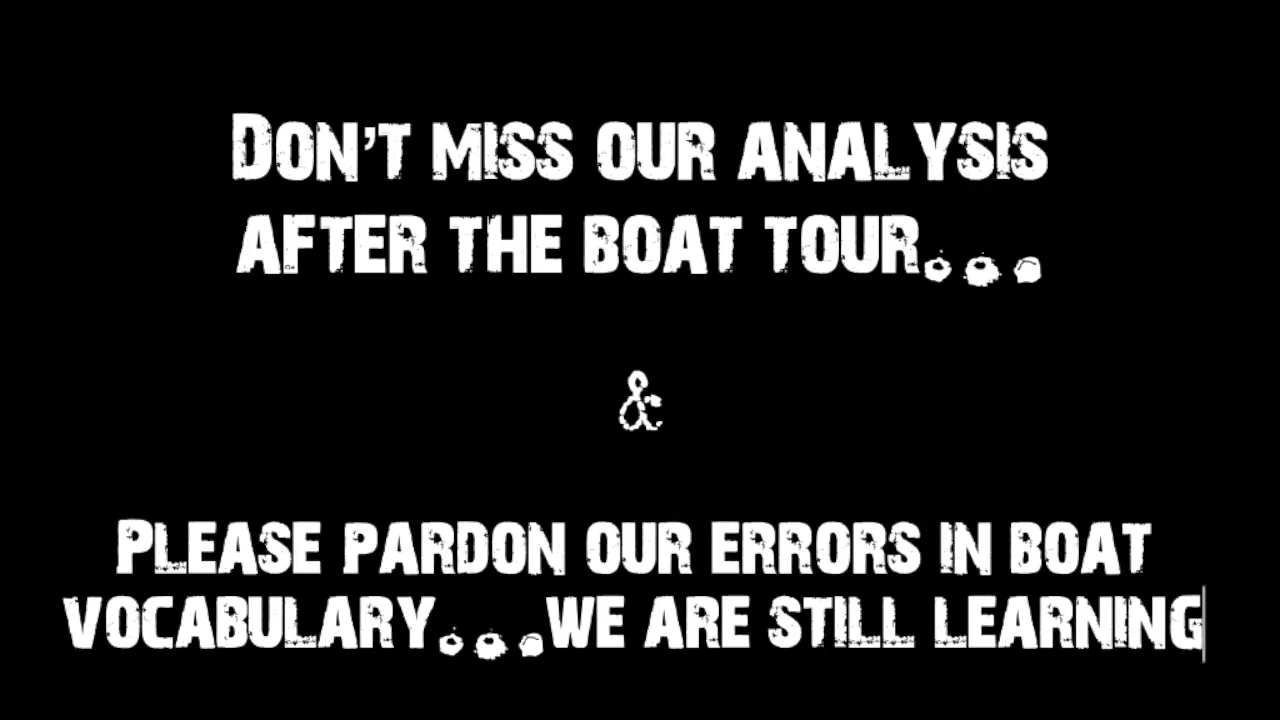 Don't miss our analysis
after the boat tour...
&
Please pardon our errors in boat
vocabulary...we are still learning